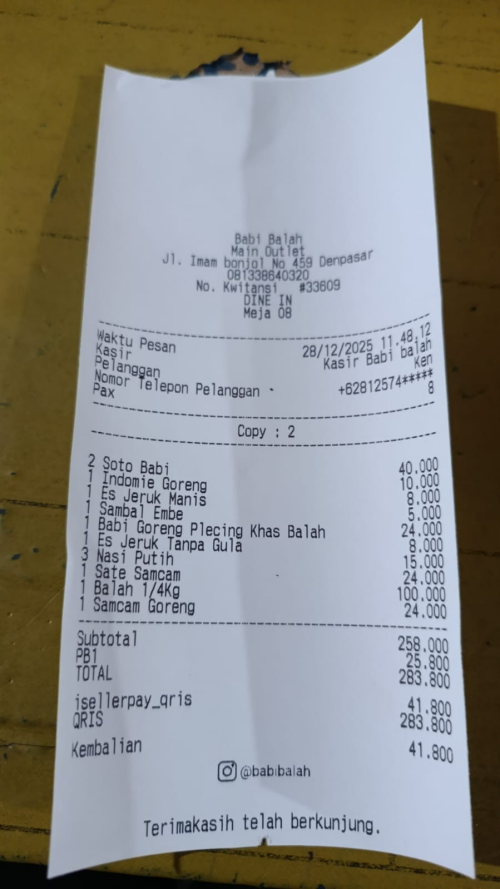 Babi Balah
Main Outlet
Jl. Imam bonjol No 459 Denpasar
081338640320
No. Kwitansi #33609
DINE IN
Meja 08
Waktu Pesan 28/12/2025 11.48.12
Kasir Kasir Babi balah
Pelanggan Ken
Nomor Telepon Pelanggan +62812574*****
Pax 8
Copy : 2
2 Soto Babi 40.000
1 Indomie Goreng 10.000
1 Es Jeruk Manis 8.000
1 Sambal Embe 5.000
1 Babi Goreng Plecing Khas Balah 24.000
1 Es Jeruk Tanpa Gula 8.000
3 Nasi Putih 15.000
1 Sate Samcam 24.000
1 Balah 1/4Kg 100.000
1 Samcam Goreng 24.000
Subtotal 258.000
PB1 25.800
TOTAL 283.800
isellerpay_qris 41.800
QRIS 283.800
Kembalian 41.800
@babibalah
Terimakasih telah berkunjung.